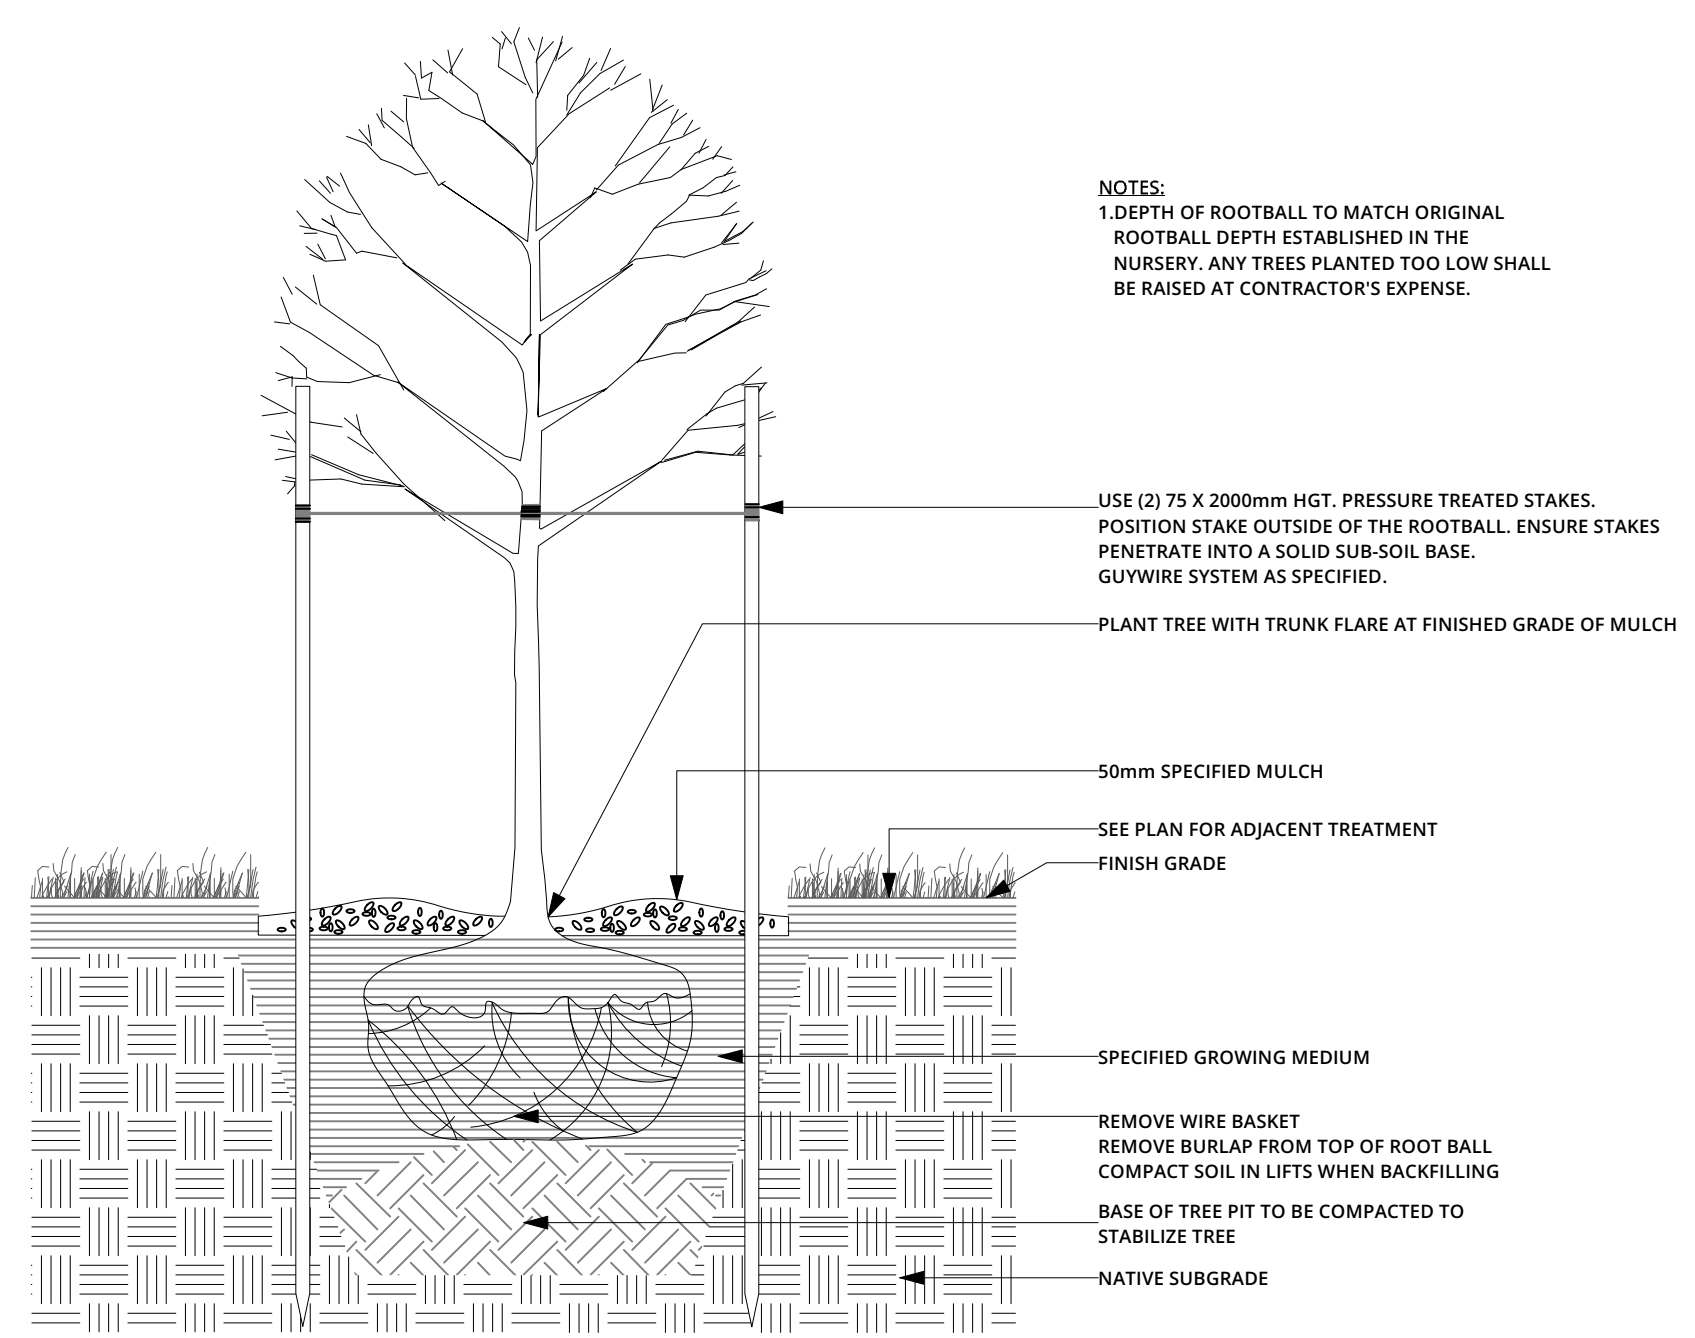 NOTES:
1.DEPTH OF ROOTBALL TO MATCH ORIGINAL
ROOTBALL DEPTH ESTABLISHED IN THE
NURSERY. ANY TREES PLANTED TOO LOW SHALL
BE RAISED AT CONTRACTOR'S EXPENSE.
USE (2) 75 X 2000mm HGT. PRESSURE TREATED STAKES.
POSITION STAKE OUTSIDE OF THE ROOTBALL. ENSURE STAKES
PENETRATE INTO A SOLID SUB-SOIL BASE.
GUYWIRE SYSTEM AS SPECIFIED.
PLANT TREE WITH TRUNK FLARE AT FINISHED GRADE OF MULCH
50mm SPECIFIED MULCH
SEE PLAN FOR ADJACENT TREATMENT
FINISH GRADE
SPECIFIED GROWING MEDIUM
REMOVE WIRE BASKET
REMOVE BURLAP FROM TOP OF ROOT BALL
COMPACT SOIL IN LIFTS WHEN BACKFILLING
BASE OF TREE PIT TO BE COMPACTED TO
STABILIZE TREE
NATIVE SUBGRADE